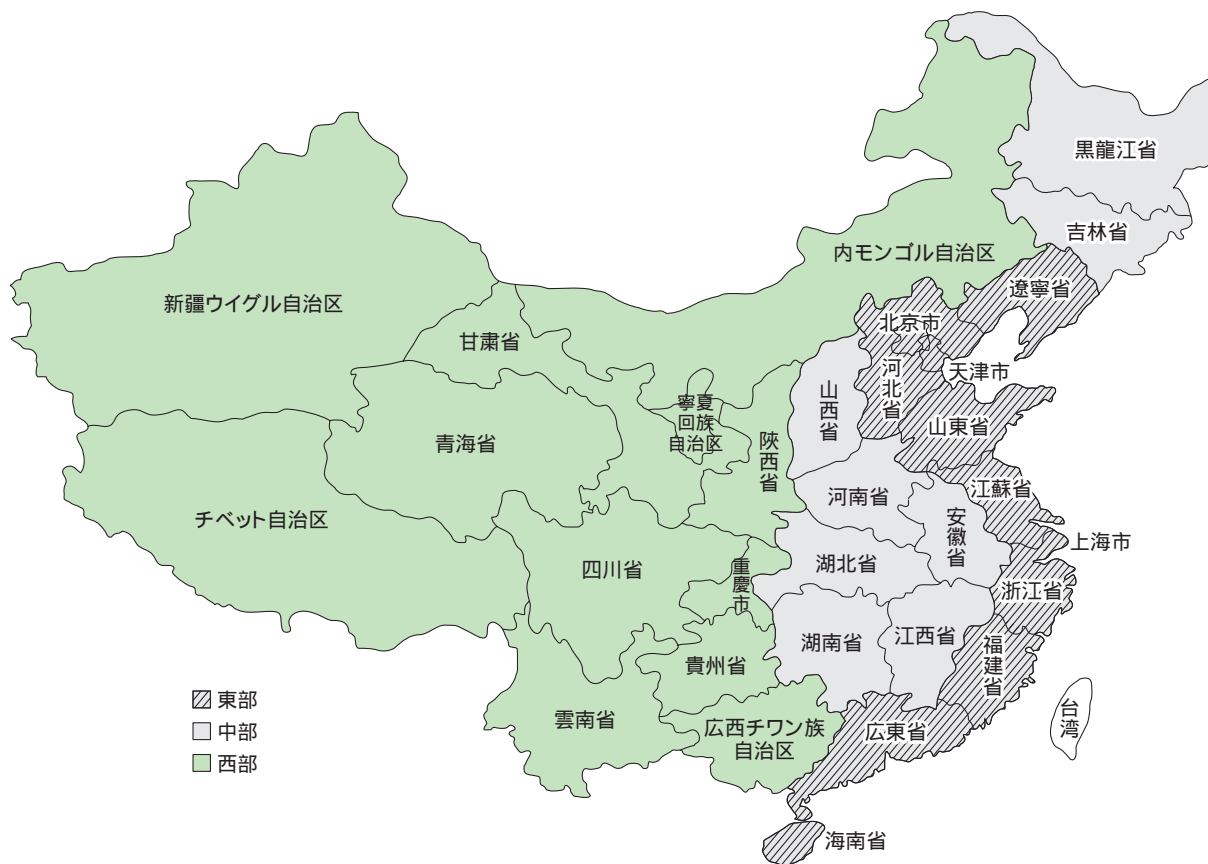 黒龍江省
吉林省
内モンゴル自治区
遼寧省
新疆ウイグル自治区
北京市
甘粛省
天津市
河北省
山西省
寧夏
回族
自治区
山東省
青海省
陝西省
河南省
江蘇省
チベット自治区
安徽省
上海市
四川省
湖北省
重慶市
浙江省
湖南省
江西省
福建省
貴州省
東部
中部
西部
雲南省
広西チワン族
自治区
広東省
台湾
海南省